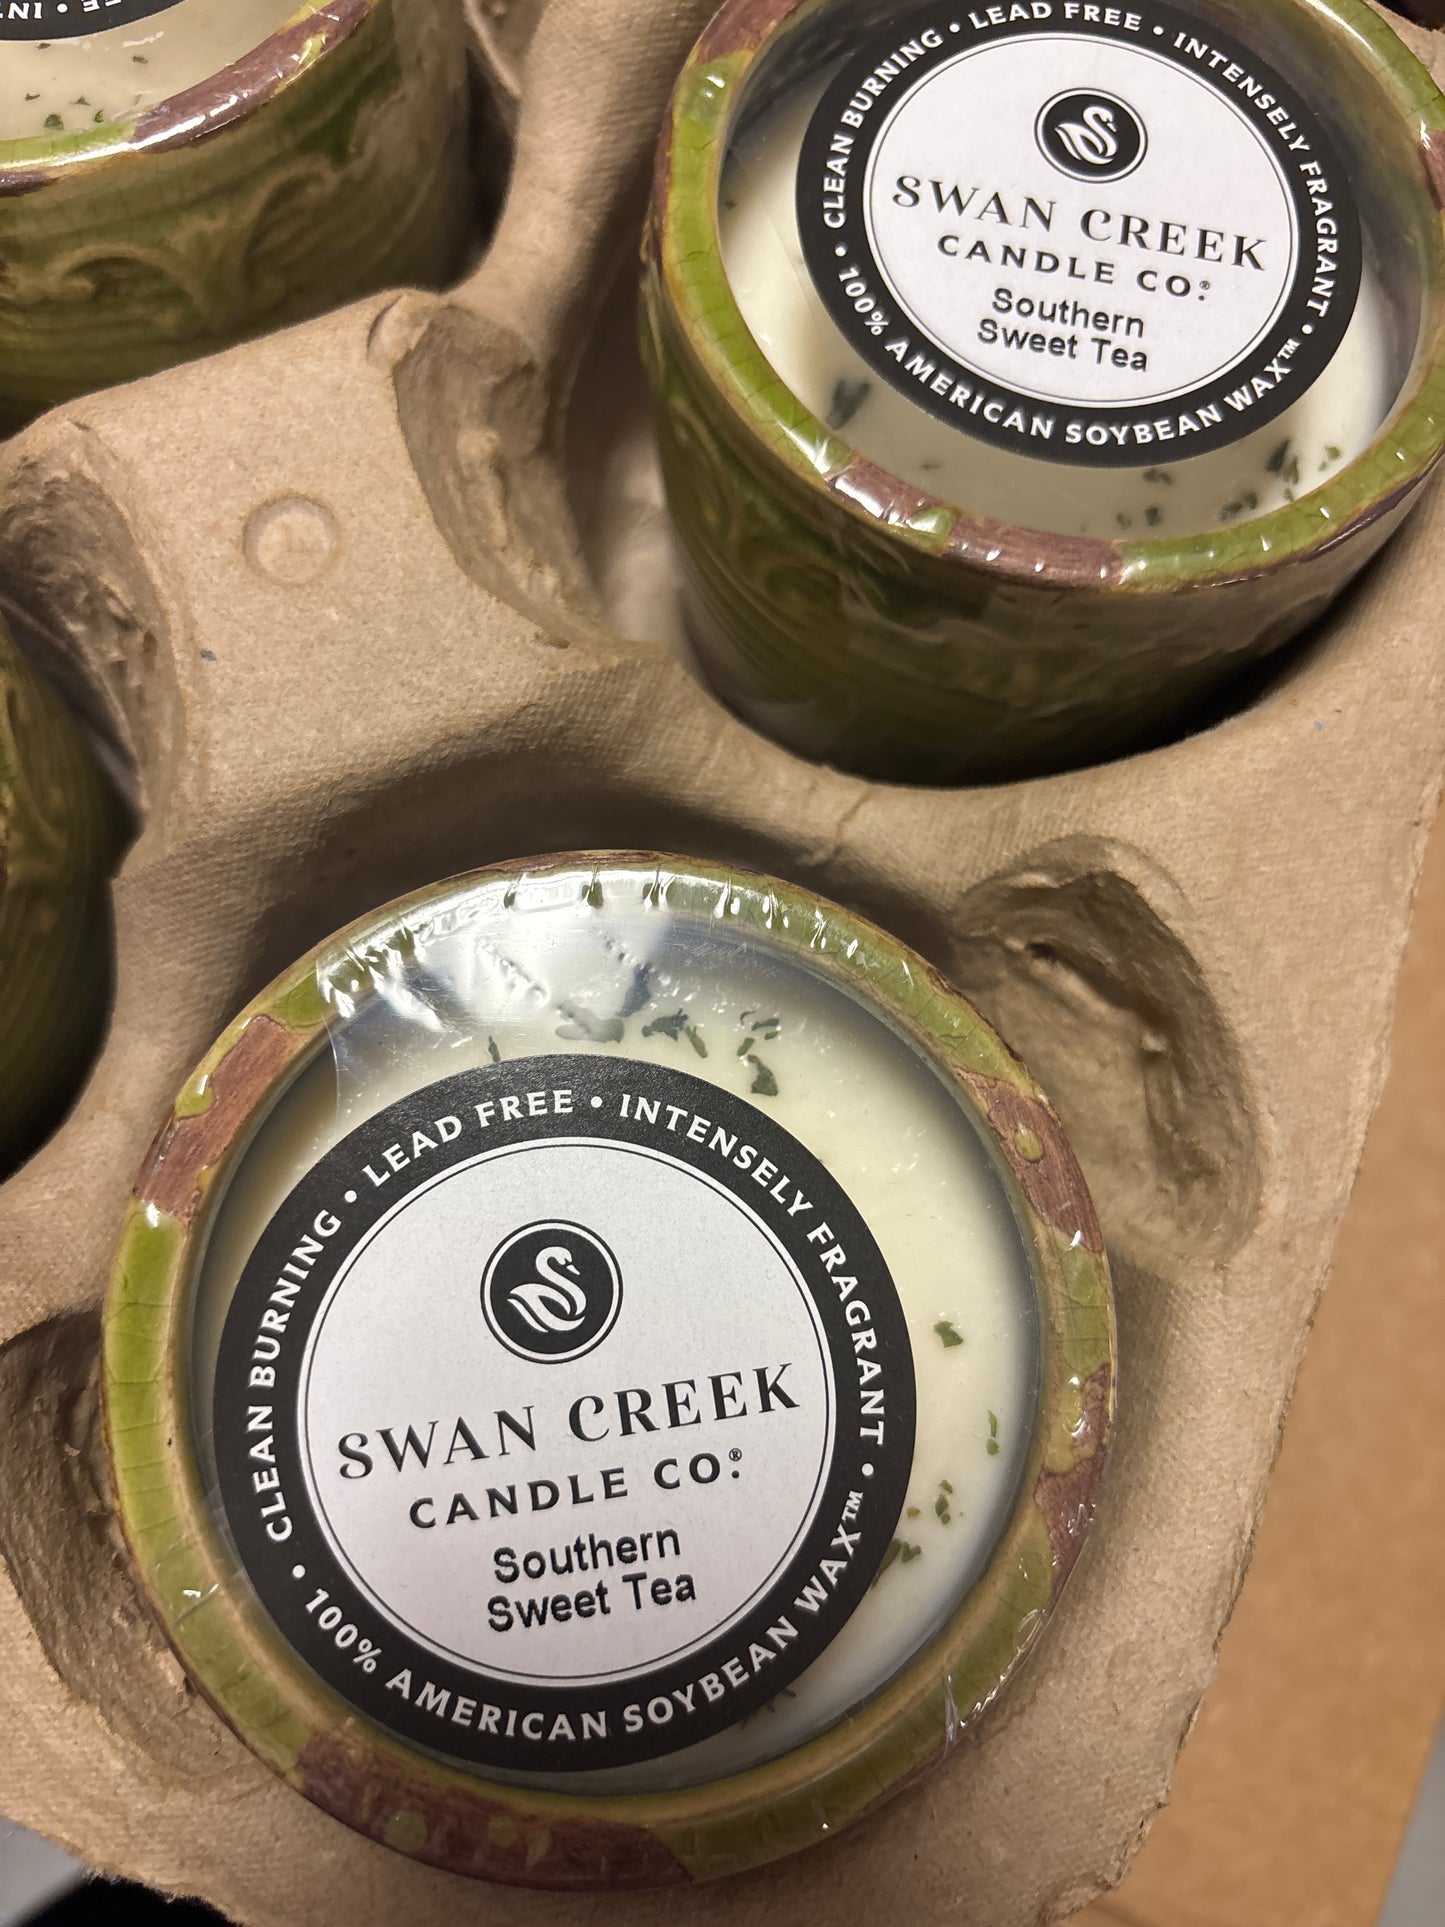 CLEAN BURNING • LEAD FREE • INTENSELY FRAGRANT •
SWAN CREEK
CANDLE CO.®
Southern
Sweet Tea
• 100% AMERICAN SOYBEAN WAX™
CLEAN BURNING • LEAD FREE • INTENSELY FRAGRANT •
SWAN CREEK
CANDLE CO.®
Southern
Sweet Tea
• 100% AMERICAN SOYBEAN WAX™